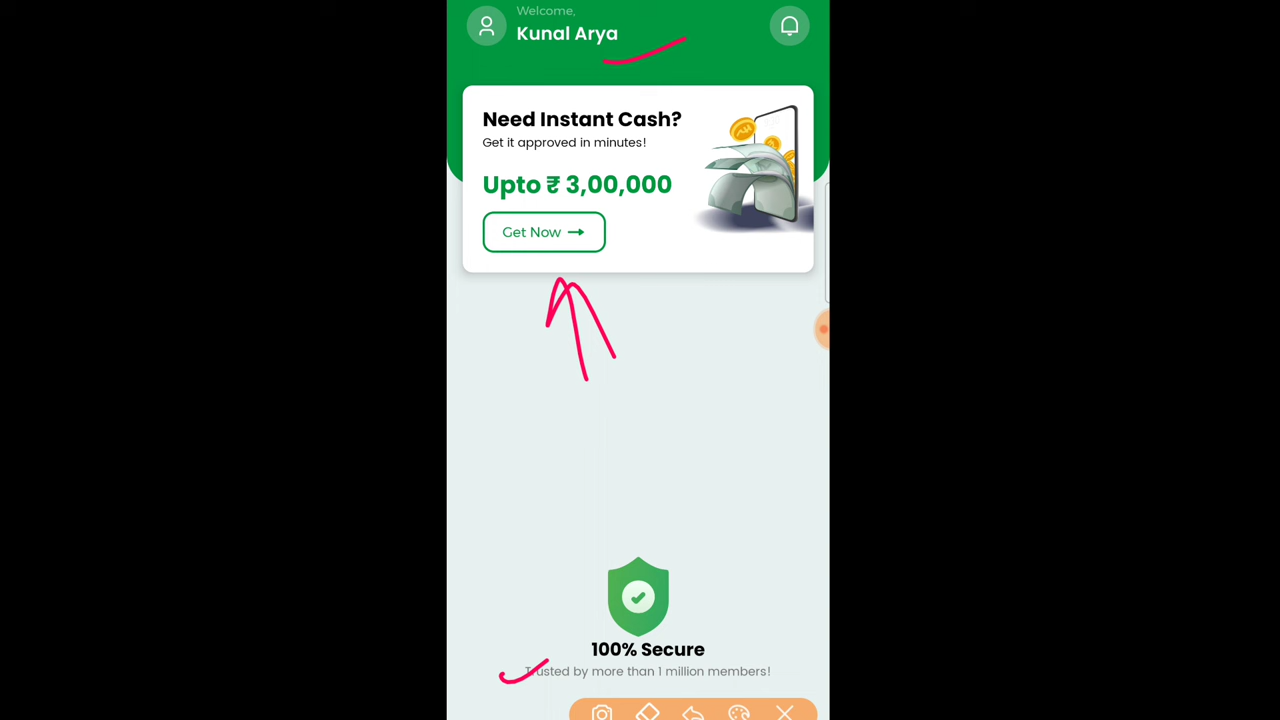 Welcome,
Kunal Arya
Need Instant Cash?
Get it approved in minutes!
Upto ₹ 3,00,000
Get Now →
100% Secure
Trusted by more than 1 million members!